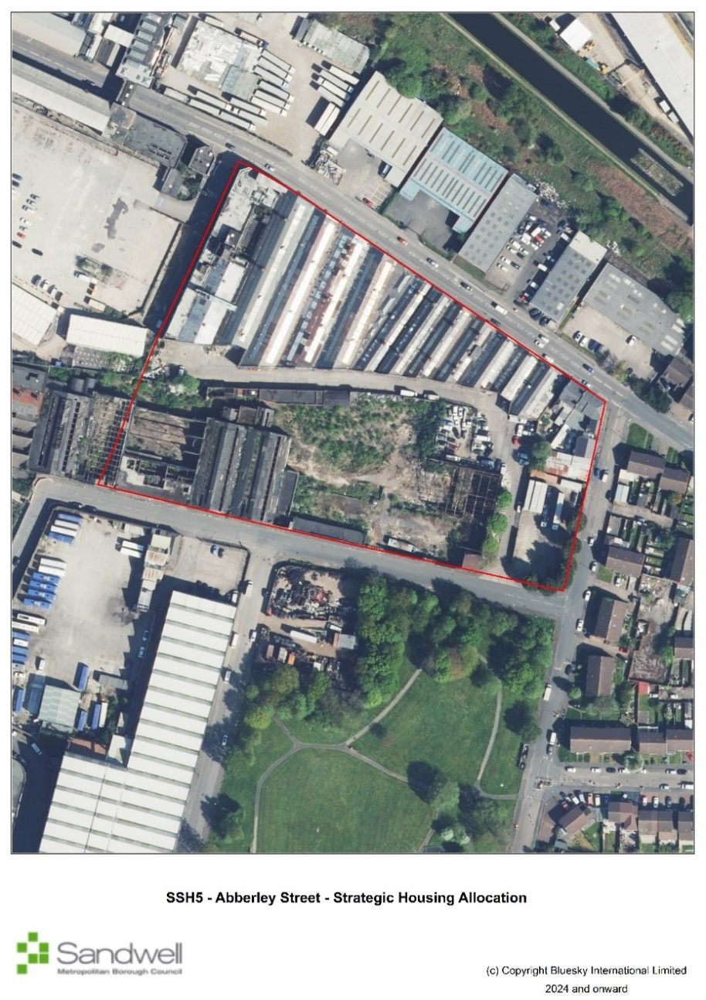 SSH5 - Abberley Street - Strategic Housing Allocation
Sandwell
Metropolitan Borough Council
(c) Copyright Bluesky International Limited
2024 and onward